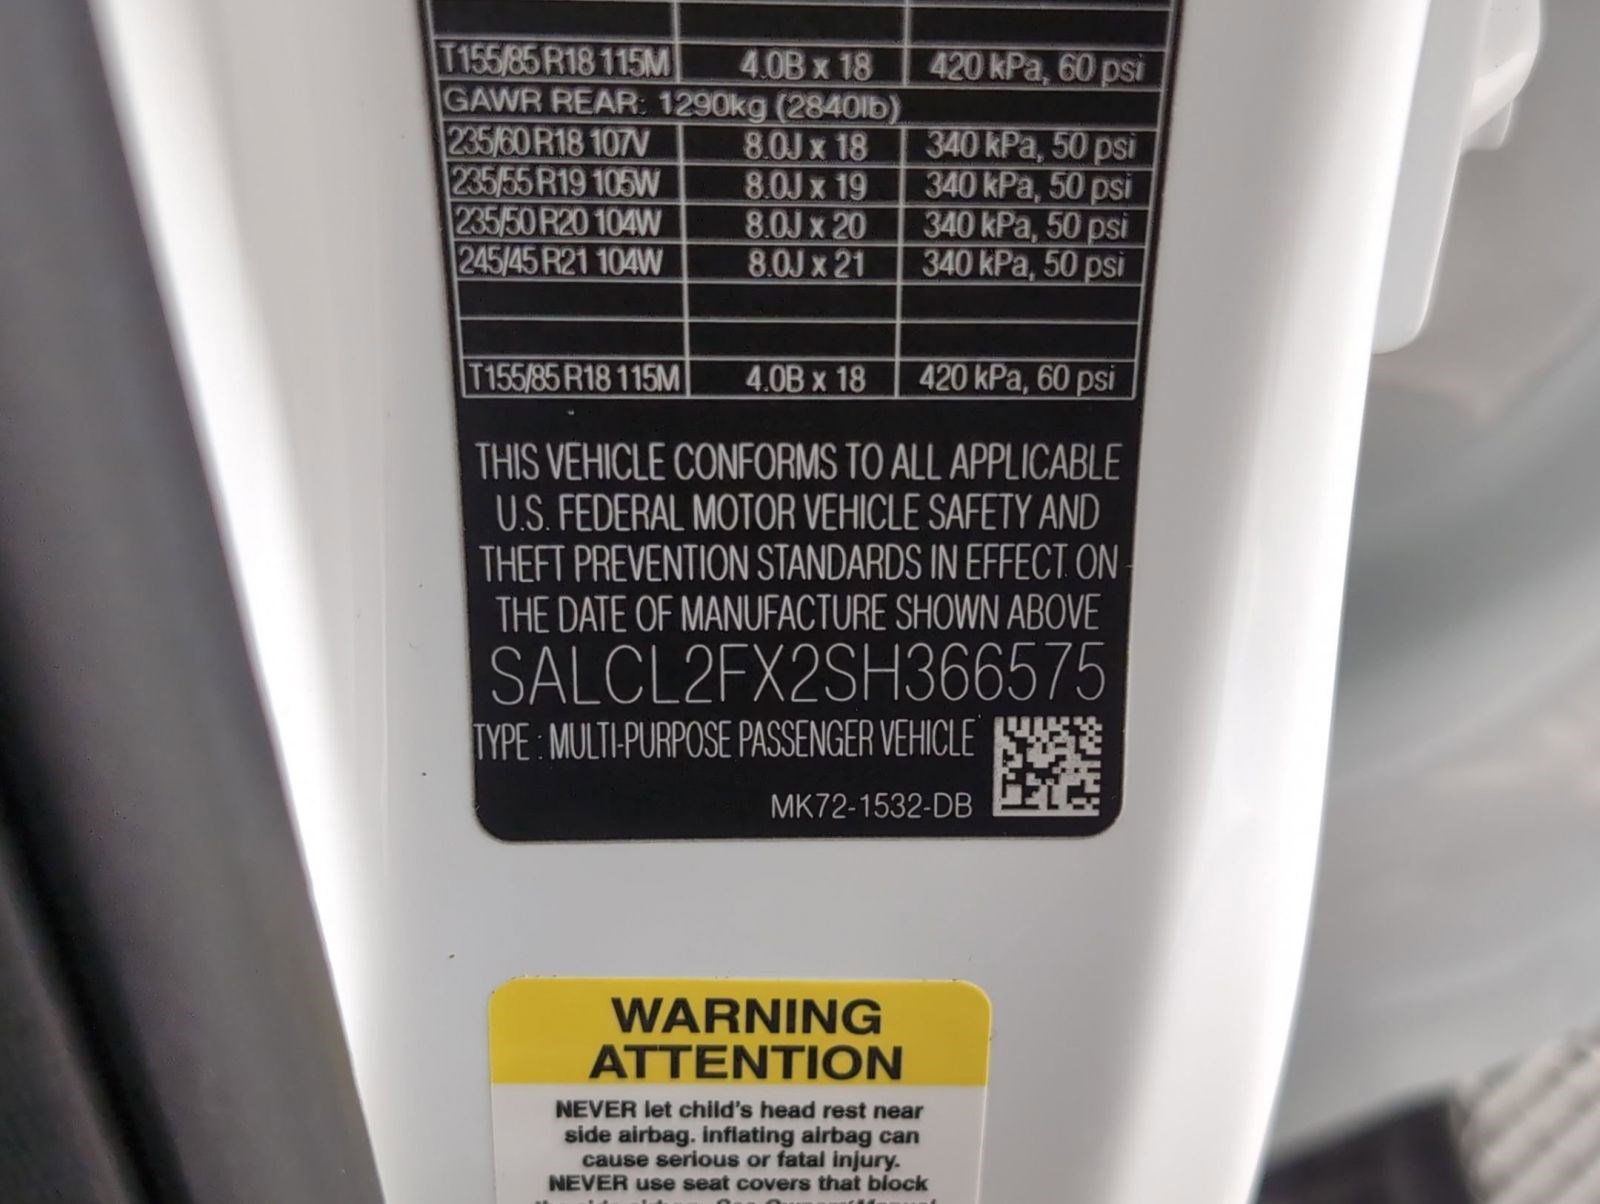 T155/85 R18 115M 4.0B x 18 420 kPa, 60 psi
GAWR REAR: 1290kg (2840lb)
235/60 R18 107V 8.0J x 18 340 kPa, 50 psi
235/55 R19 105W 8.0J x 19 340 kPa, 50 psi
235/50 R20 104W 8.0J x 20 340 kPa, 50 psi
245/45 R21 104W 8.0J x 21 340 kPa, 50 psi
T155/85 R18 115M 4.0B x 18 420 kPa, 60 psi
THIS VEHICLE CONFORMS TO ALL APPLICABLE
U.S. FEDERAL MOTOR VEHICLE SAFETY AND
THEFT PREVENTION STANDARDS IN EFFECT ON
THE DATE OF MANUFACTURE SHOWN ABOVE
SALCL2FX2SH366575
TYPE : MULTI-PURPOSE PASSENGER VEHICLE
MK72-1532-DB
WARNING
ATTENTION
NEVER let child's head rest near
side airbag. inflating airbag can
cause serious or fatal injury.
NEVER use seat covers that block